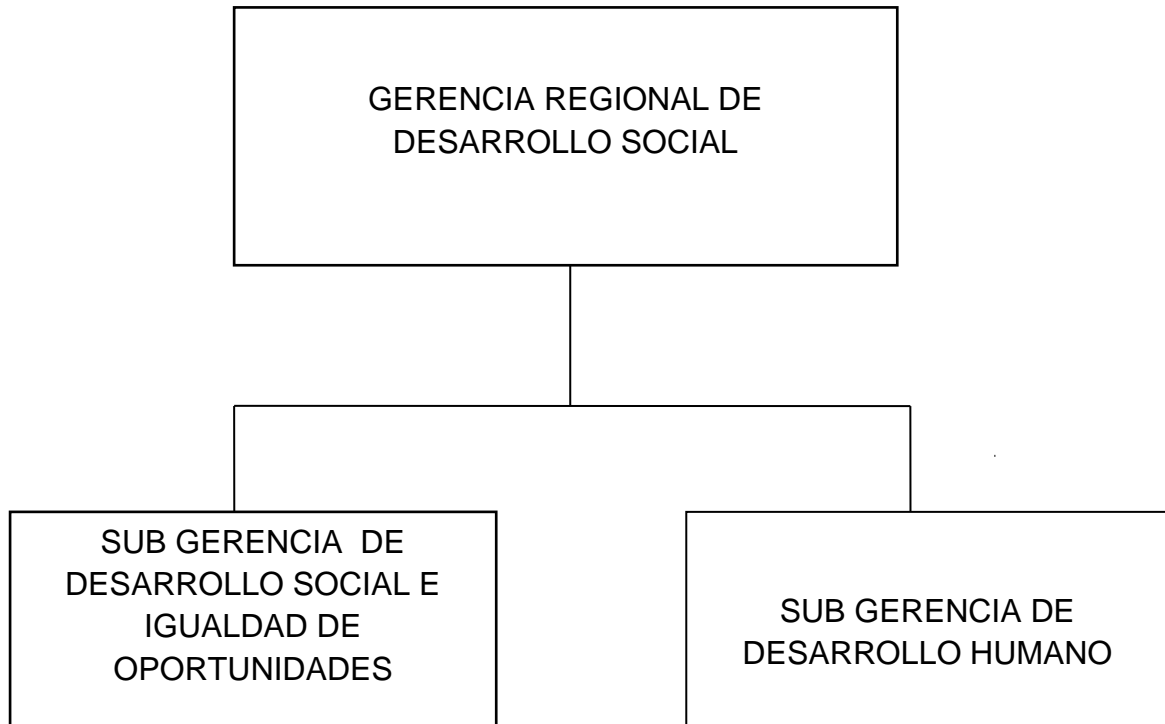 GERENCIA REGIONAL DE
DESARROLLO SOCIAL
SUB GERENCIA DE
DESARROLLO SOCIAL E
IGUALDAD DE
OPORTUNIDADES
SUB GERENCIA DE
DESARROLLO HUMANO